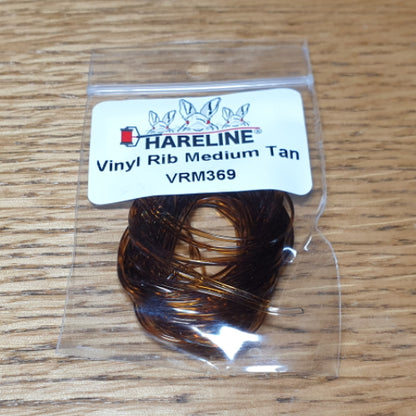 HARELINE®
Vinyl Rib Medium Tan
VRM369